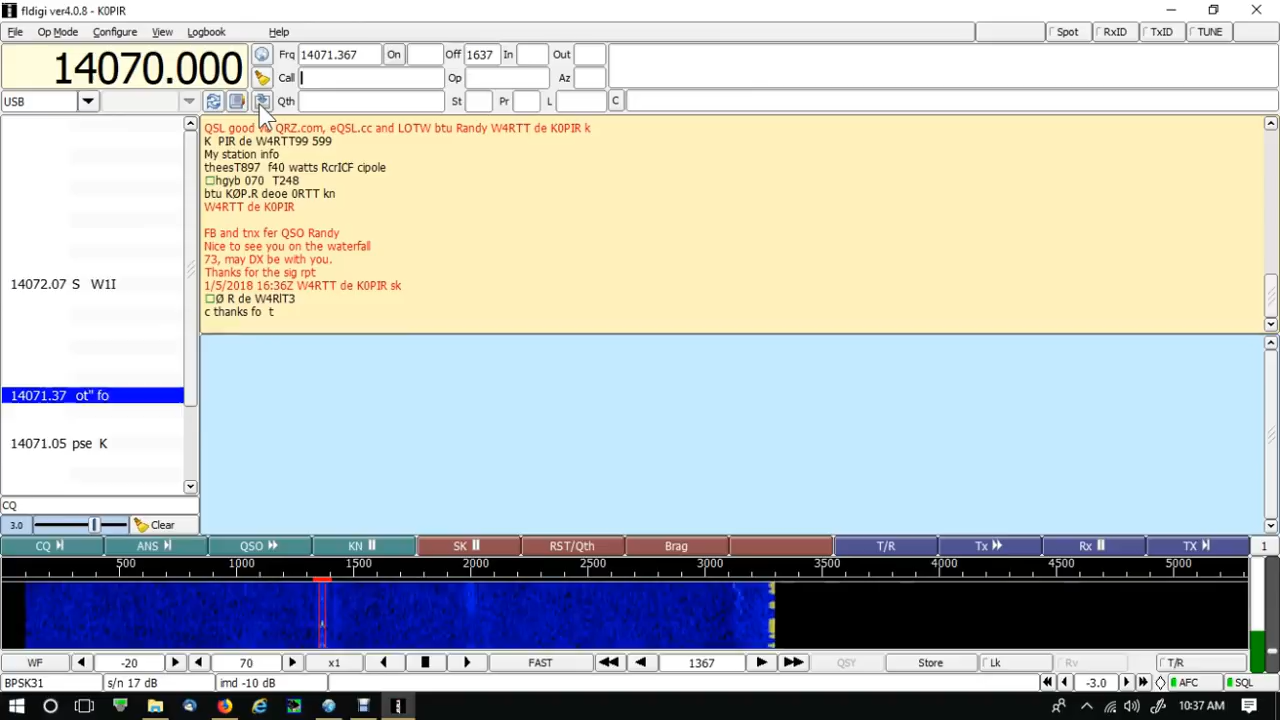 fldigi ver4.0.8 - K0PIR
File Op Mode Configure View Logbook Help Spot RxID TxID TUNE
14070.000
Frq 14071.367 On Off 1637 In Out
Call Op Az
USB
Qth St Pr L C
QSL good via QRZ.com, eQSL.cc and LOTW btu Randy W4RTT de K0PIR k
K PIR de W4RTT99 599
My station info
theesT897 f40 watts RcrICF cipole
hgyb 070 T248
btu KØP.R deoe 0RTT kn
W4RTT de K0PIR
FB and tnx fer QSO Randy
Nice to see you on the waterfall
73, may DX be with you.
Thanks for the sig rpt
1/5/2018 16:36Z W4RTT de K0PIR sk
Ø R de W4RlT3
c thanks fo t
14072.07 S W1I
14071.37 ot" fo
14071.05 pse K
CQ
3.0 Clear
CQ ANS QSO KN SK RST/Qth Brag T/R Tx Rx TX 1
500 1000 1500 2000 2500 3000 3500 4000 4500 5000
WF -20 70 x1 FAST 1367 QSY Store Lk Rv T/R
BPSK31 s/n 17 dB imd -10 dB -3.0 AFC SQL
10:37 AM